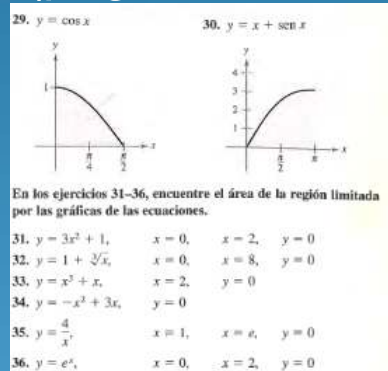 29. y = cos x
30. y = x + sen x
y
1
π/4
π/2
x
y
4
3
2
1
π/2
π
x
En los ejercicios 31–36, encuentre el área de la región limitada
por las gráficas de las ecuaciones.
31. y = 3x² + 1, x = 0, x = 2, y = 0
32. y = 1 + ∛x, x = 0, x = 8, y = 0
33. y = x³ + x, x = 2, y = 0
34. y = −x² + 3x, y = 0
35. y = 4/x, x = 1, x = e, y = 0
36. y = eˣ, x = 0, x = 2, y = 0